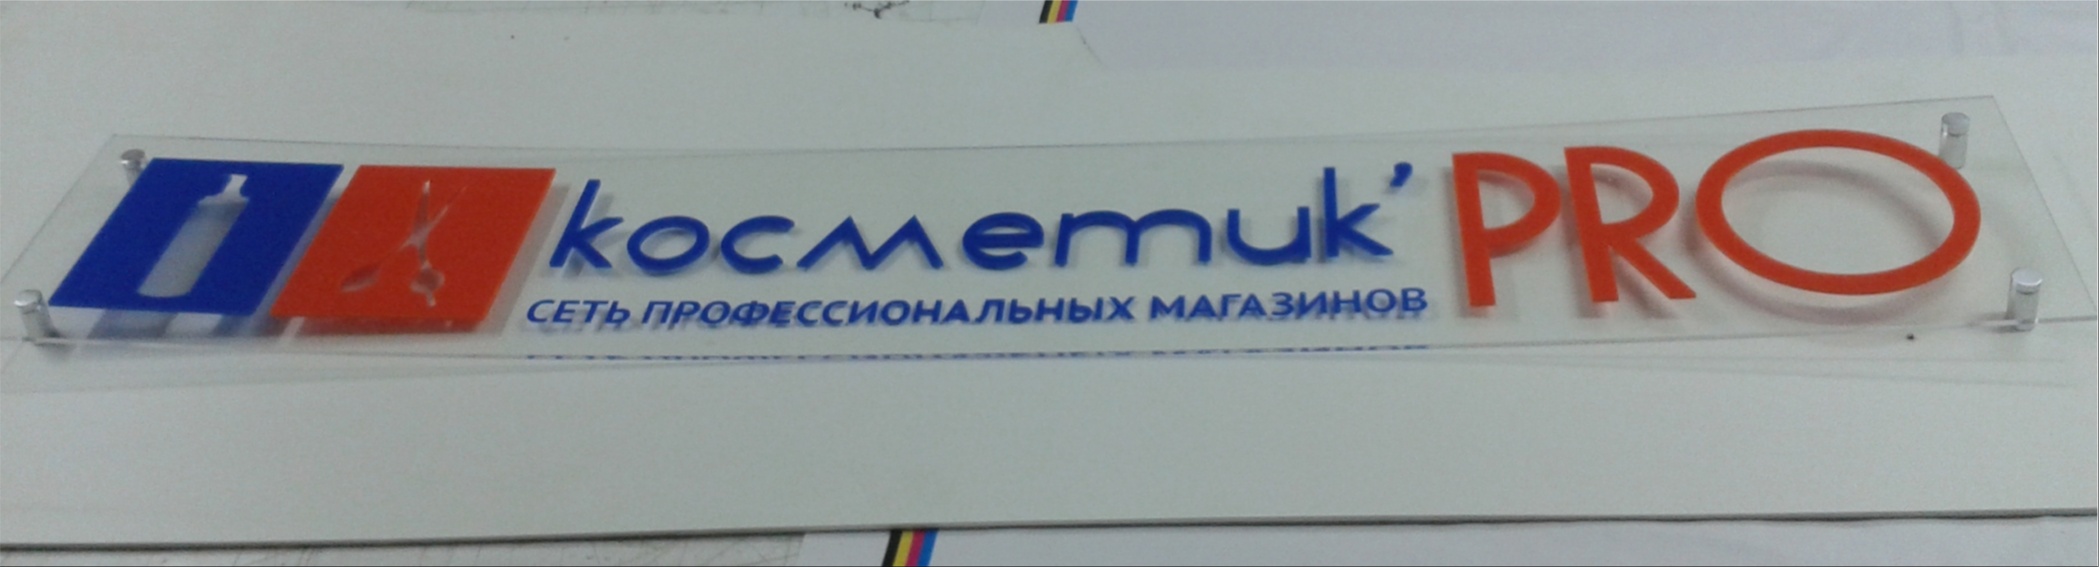 косметик'PRO
СЕТЬ ПРОФЕССИОНАЛЬНЫХ МАГАЗИНОВ